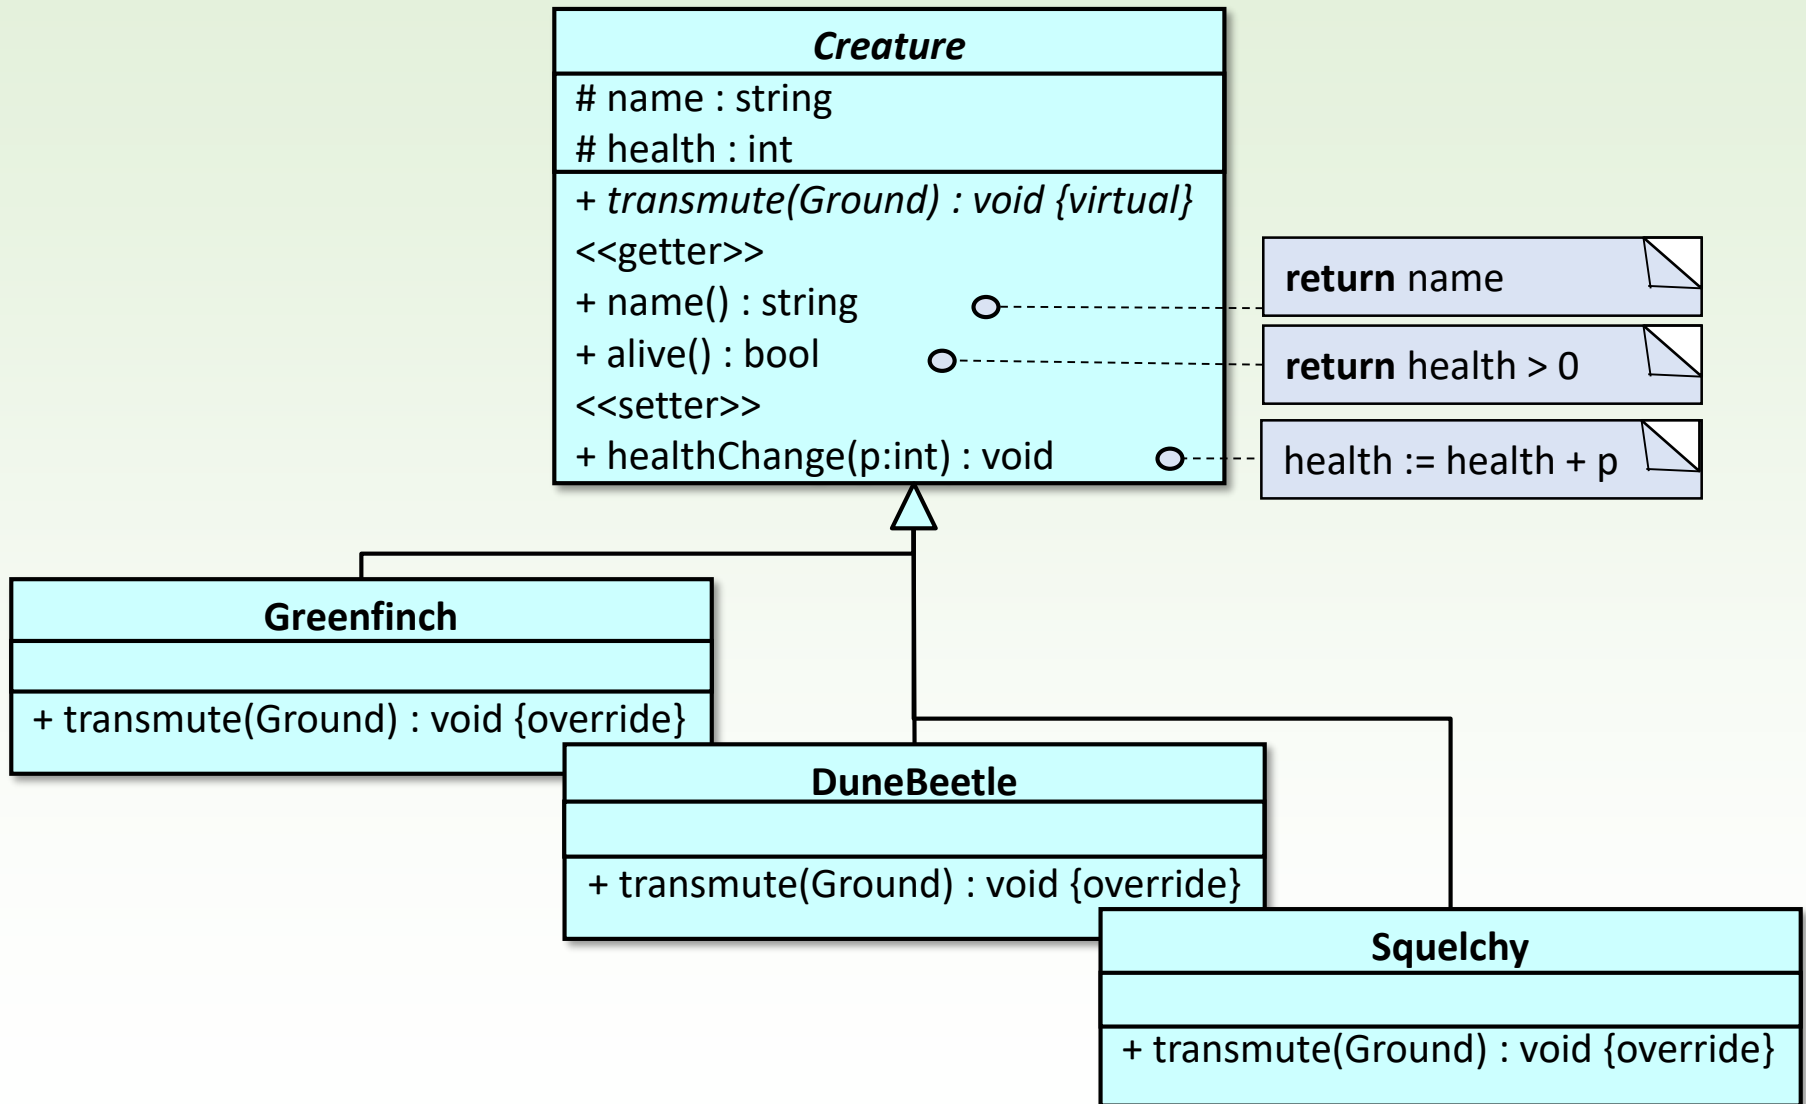 Creature
# name : string
# health : int
+ transmute(Ground) : void {virtual}
<<getter>>
+ name() : string
return name
+ alive() : bool
return health > 0
<<setter>>
+ healthChange(p:int) : void
health := health + p
Greenfinch
+ transmute(Ground) : void {override}
DuneBeetle
+ transmute(Ground) : void {override}
Squelchy
+ transmute(Ground) : void {override}